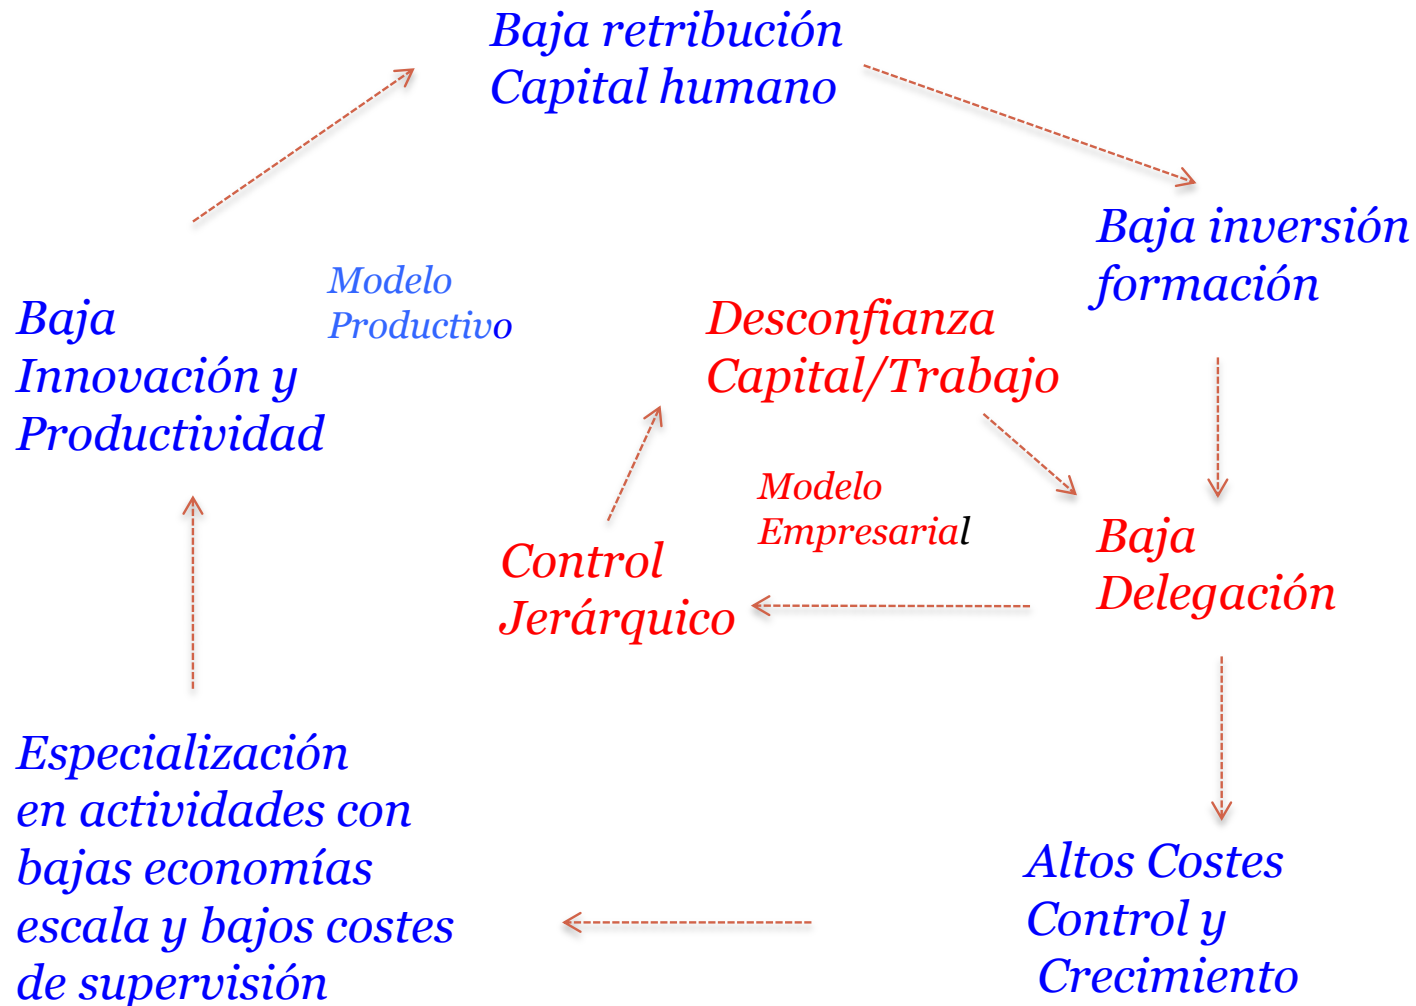 Baja retribución
Capital humano
Baja inversión
formación
Modelo
Productivo
Baja
Innovación y
Productividad
Desconfianza
Capital/Trabajo
Modelo
Empresarial
Control
Jerárquico
Baja
Delegación
Especialización
en actividades con
bajas economías
escala y bajos costes
de supervisión
Altos Costes
Control y
Crecimiento